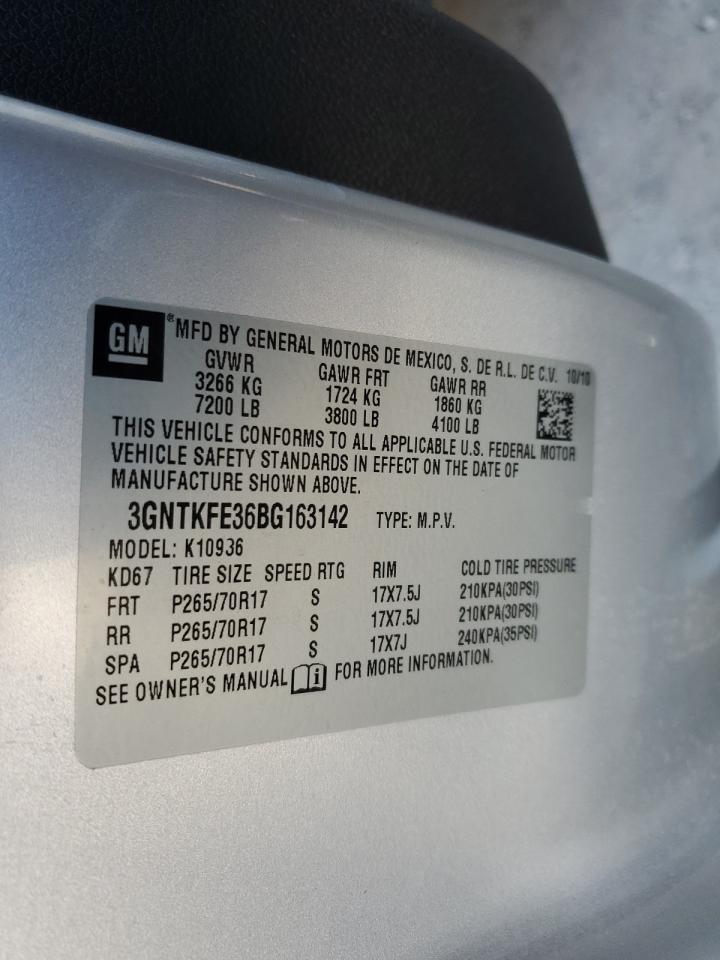 GM ® MFD BY GENERAL MOTORS DE MEXICO, S. DE R.L. DE C.V. 10/10
GVWR GAWR FRT GAWR RR
3266 KG 1724 KG 1860 KG
7200 LB 3800 LB 4100 LB
THIS VEHICLE CONFORMS TO ALL APPLICABLE U.S. FEDERAL MOTOR
VEHICLE SAFETY STANDARDS IN EFFECT ON THE DATE OF
MANUFACTURE SHOWN ABOVE.
3GNTKFE36BG163142 TYPE: M.P.V.
MODEL: K10936
KD67 TIRE SIZE SPEED RTG RIM COLD TIRE PRESSURE
FRT P265/70R17 S 17X7.5J 210KPA(30PSI)
RR P265/70R17 S 17X7.5J 210KPA(30PSI)
SPA P265/70R17 S 17X7J 240KPA(35PSI)
SEE OWNER'S MANUAL i FOR MORE INFORMATION.